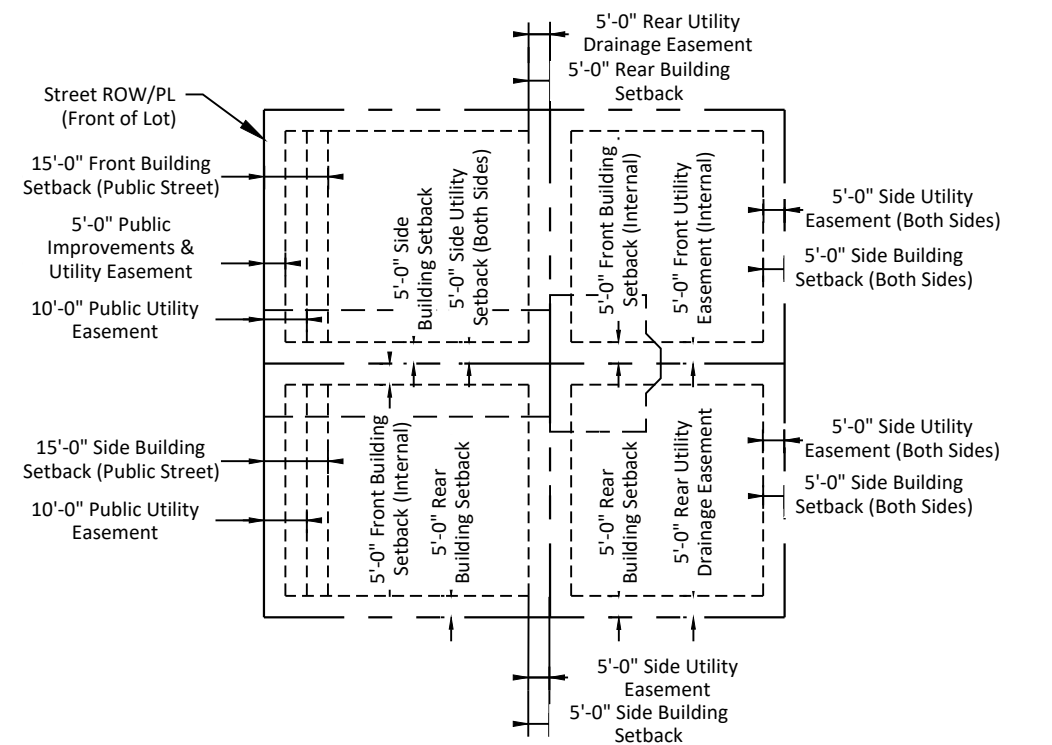 5'-0" Rear Utility
Drainage Easement
5'-0" Rear Building
Setback
Street ROW/PL
(Front of Lot)
15'-0" Front Building
Setback (Public Street)
5'-0" Public
Improvements &
Utility Easement
10'-0" Public Utility
Easement
5'-0" Side
Building Setback
5'-0" Side Utility
Setback (Both Sides)
5'-0" Front Building
Setback (Internal)
5'-0" Front Utility
Easement (Internal)
5'-0" Side Utility
Easement (Both Sides)
5'-0" Side Building
Setback (Both Sides)
15'-0" Side Building
Setback (Public Street)
10'-0" Public Utility
Easement
5'-0" Front Building
Setback (Internal)
5'-0" Rear
Building Setback
5'-0" Rear
Building Setback
5'-0" Rear Utility
Drainage Easement
5'-0" Side Utility
Easement (Both Sides)
5'-0" Side Building
Setback (Both Sides)
5'-0" Side Utility
Easement
5'-0" Side Building
Setback